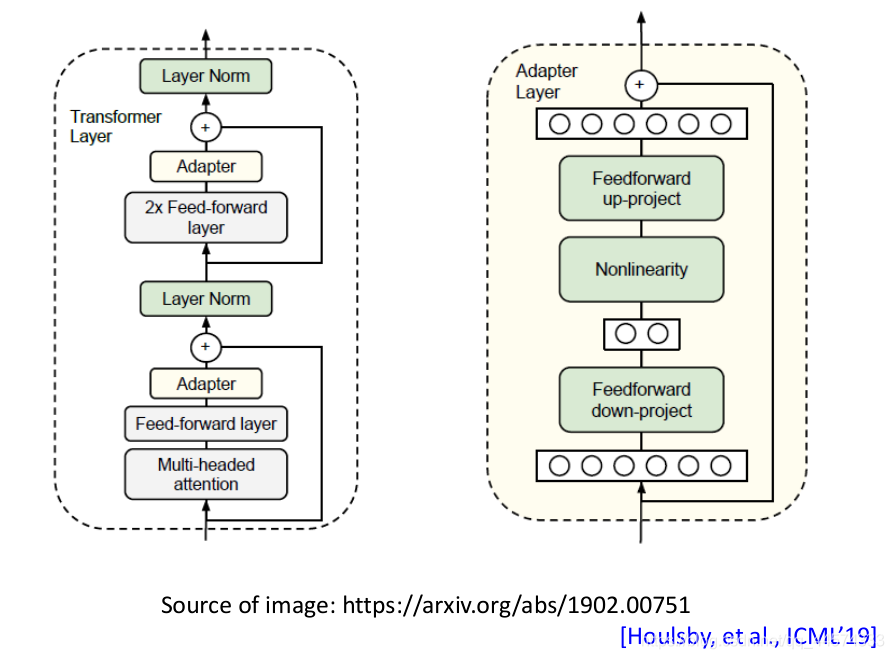 Layer Norm
Transformer
Layer
+
Adapter
2x Feed-forward
layer
Layer Norm
+
Adapter
Feed-forward layer
Multi-headed
attention
Adapter
Layer
+
Feedforward
up-project
Nonlinearity
Feedforward
down-project
Source of image: https://arxiv.org/abs/1902.00751
[Houlsby, et al., ICML’19]